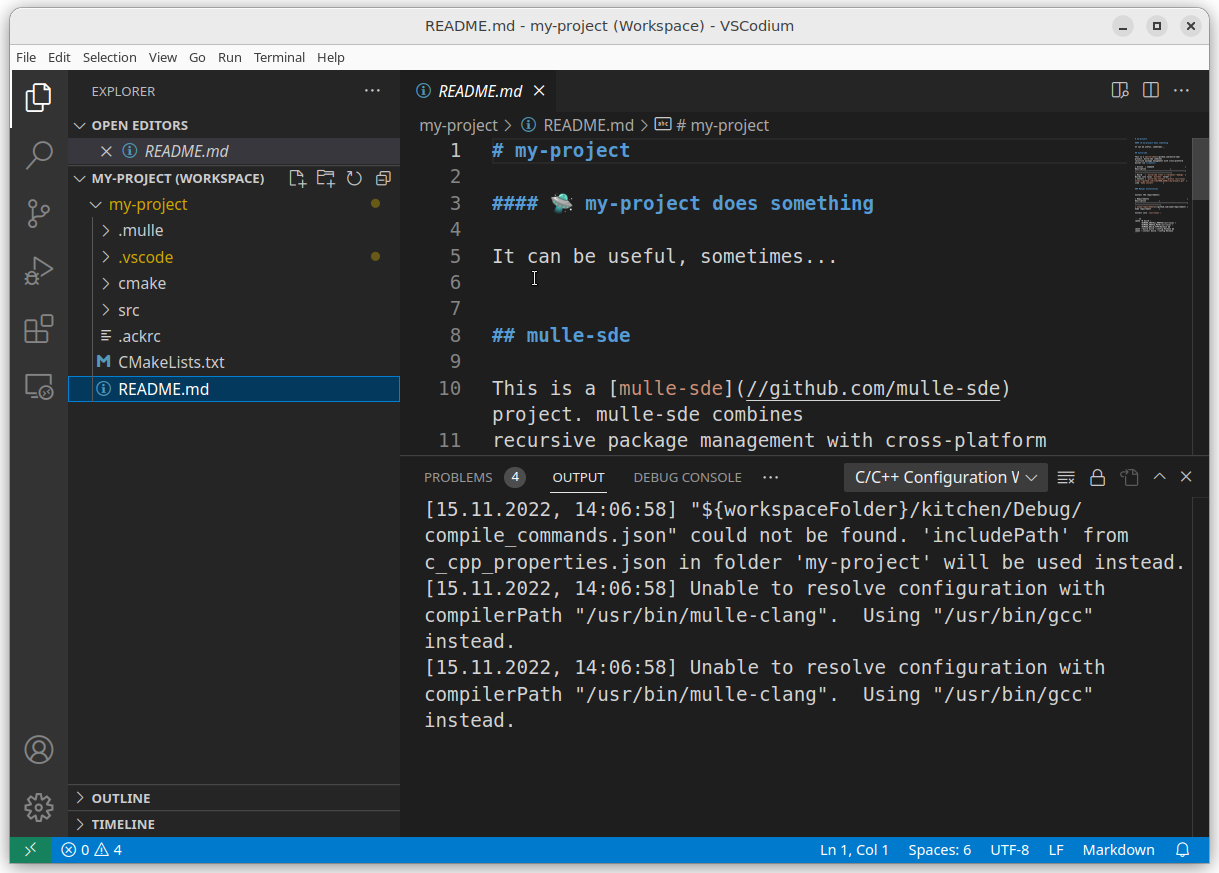 README.md - my-project (Workspace) - VSCodium
File Edit Selection View Go Run Terminal Help
EXPLORER
OPEN EDITORS
README.md
MY-PROJECT (WORKSPACE)
my-project
.mulle
.vscode
cmake
src
.ackrc
CMakeLists.txt
README.md
OUTLINE
TIMELINE
README.md
my-project > README.md > # my-project
1 # my-project
2
3 #### 🛸 my-project does something
4
5 It can be useful, sometimes...
6
7
8 ## mulle-sde
9
10 This is a [mulle-sde](//github.com/mulle-sde)
project. mulle-sde combines
11 recursive package management with cross-platform
PROBLEMS 4 OUTPUT DEBUG CONSOLE ··· C/C++ Configuration W
[15.11.2022, 14:06:58] "${workspaceFolder}/kitchen/Debug/
compile_commands.json" could not be found. 'includePath' from
c_cpp_properties.json in folder 'my-project' will be used instead.
[15.11.2022, 14:06:58] Unable to resolve configuration with
compilerPath "/usr/bin/mulle-clang".  Using "/usr/bin/gcc"
instead.
[15.11.2022, 14:06:58] Unable to resolve configuration with
compilerPath "/usr/bin/mulle-clang".  Using "/usr/bin/gcc"
instead.
0 4 Ln 1, Col 1 Spaces: 6 UTF-8 LF Markdown